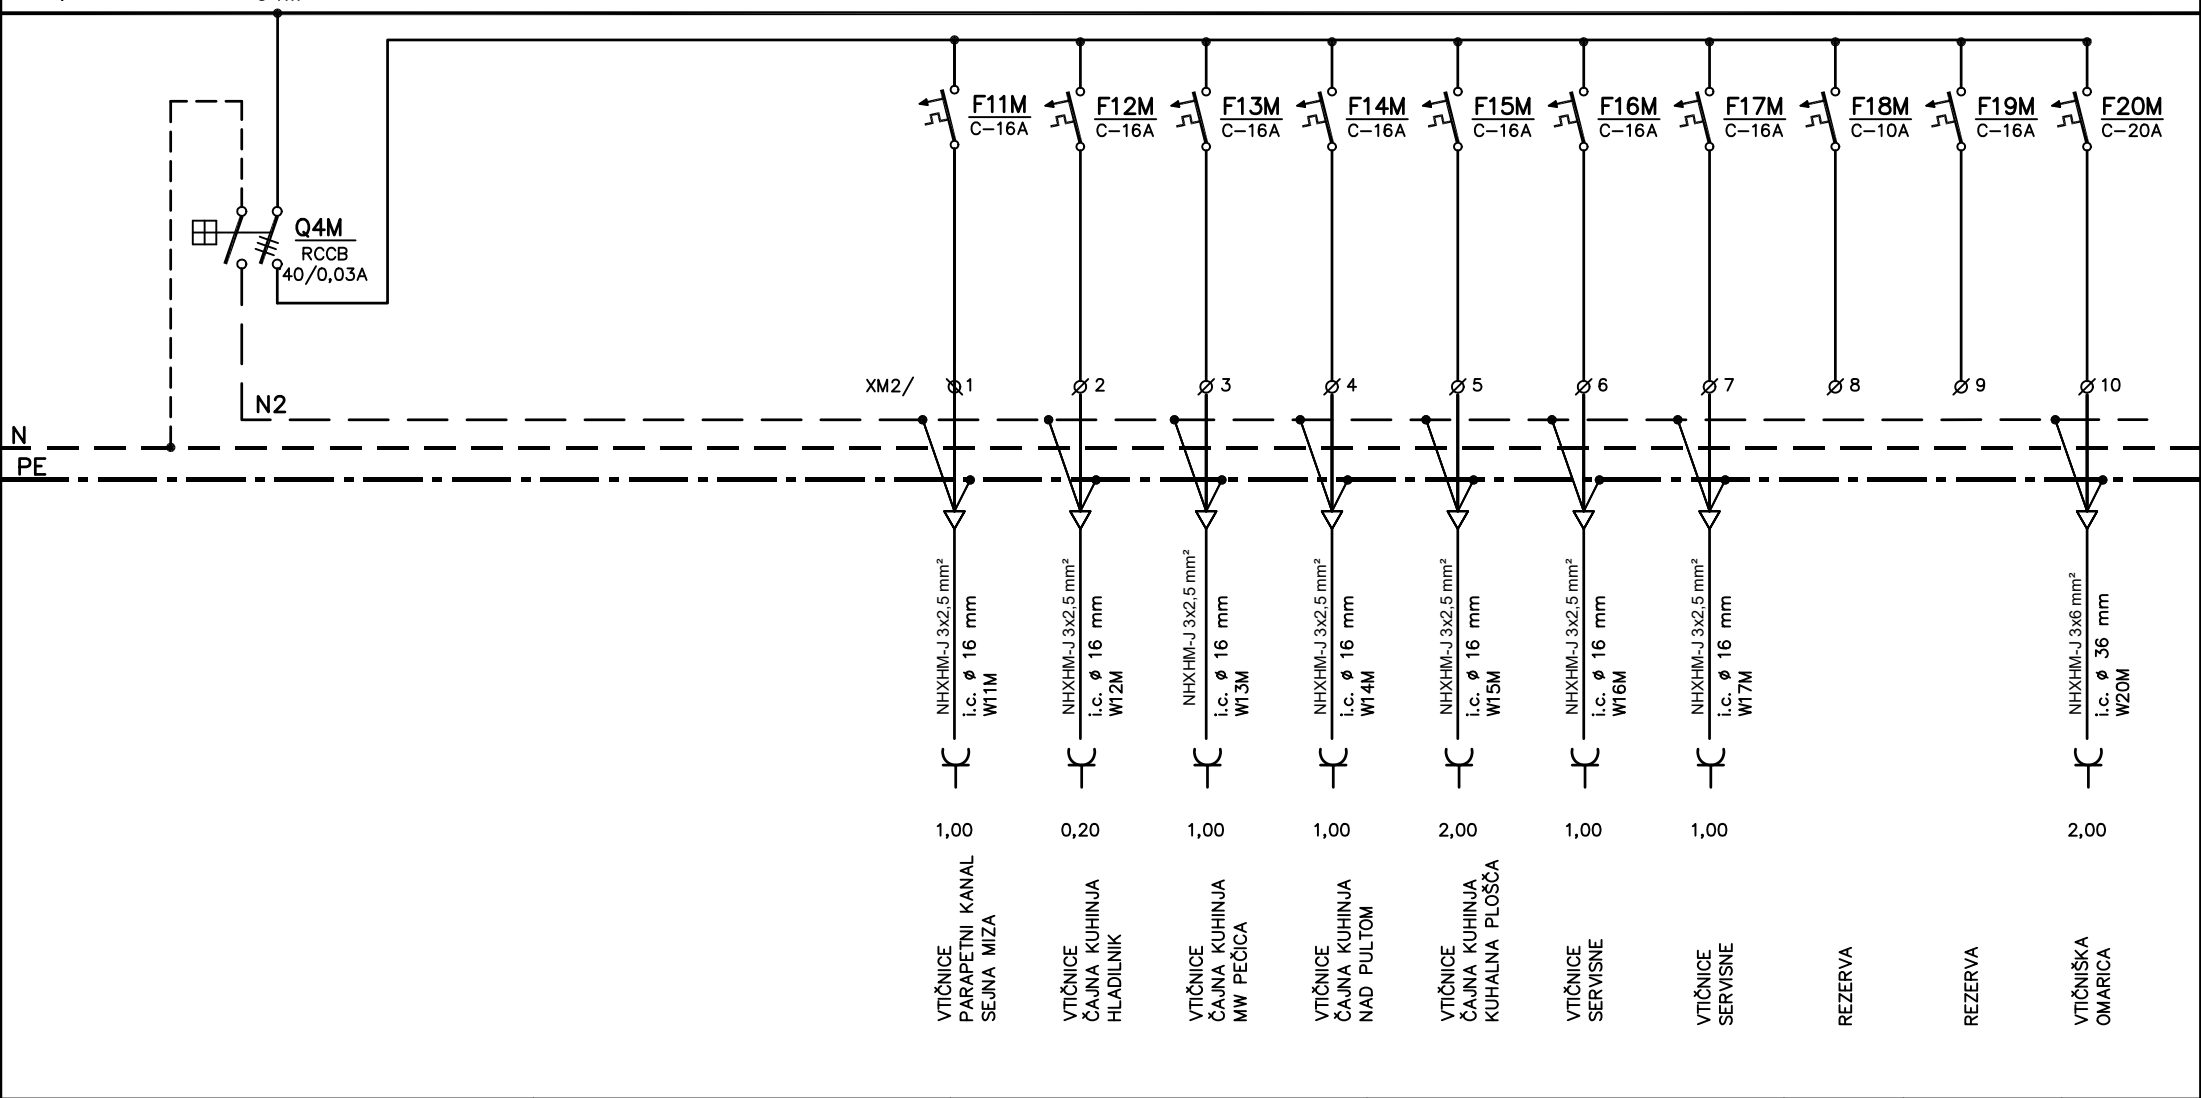 F11M
C-16A
F12M
C-16A
F13M
C-16A
F14M
C-16A
F15M
C-16A
F16M
C-16A
F17M
C-16A
F18M
C-10A
F19M
C-16A
F20M
C-20A
Q4M
RCCB
40/0,03A
XM2/
1
2
3
4
5
6
7
8
9
10
N2
N
PE
NHXHM-J 3x2,5 mm²
i.c. ø 16 mm
W11M
NHXHM-J 3x2,5 mm²
i.c. ø 16 mm
W12M
NHXHM-J 3x2,5 mm²
i.c. ø 16 mm
W13M
NHXHM-J 3x2,5 mm²
i.c. ø 16 mm
W14M
NHXHM-J 3x2,5 mm²
i.c. ø 16 mm
W15M
NHXHM-J 3x2,5 mm²
i.c. ø 16 mm
W16M
NHXHM-J 3x2,5 mm²
i.c. ø 16 mm
W17M
NHXHM-J 3x6 mm²
i.c. ø 36 mm
W20M
1,00
0,20
1,00
1,00
2,00
1,00
1,00
2,00
VTIČNICE
PARAPETNI KANAL
SEJNA MIZA
VTIČNICE
ČAJNA KUHINJA
HLADILNIK
VTIČNICE
ČAJNA KUHINJA
MW PEČICA
VTIČNICE
ČAJNA KUHINJA
NAD PULTOM
VTIČNICE
ČAJNA KUHINJA
KUHALNA PLOŠČA
VTIČNICE
SERVISNE
VTIČNICE
SERVISNE
REZERVA
REZERVA
VTIČNIŠKA
OMARICA